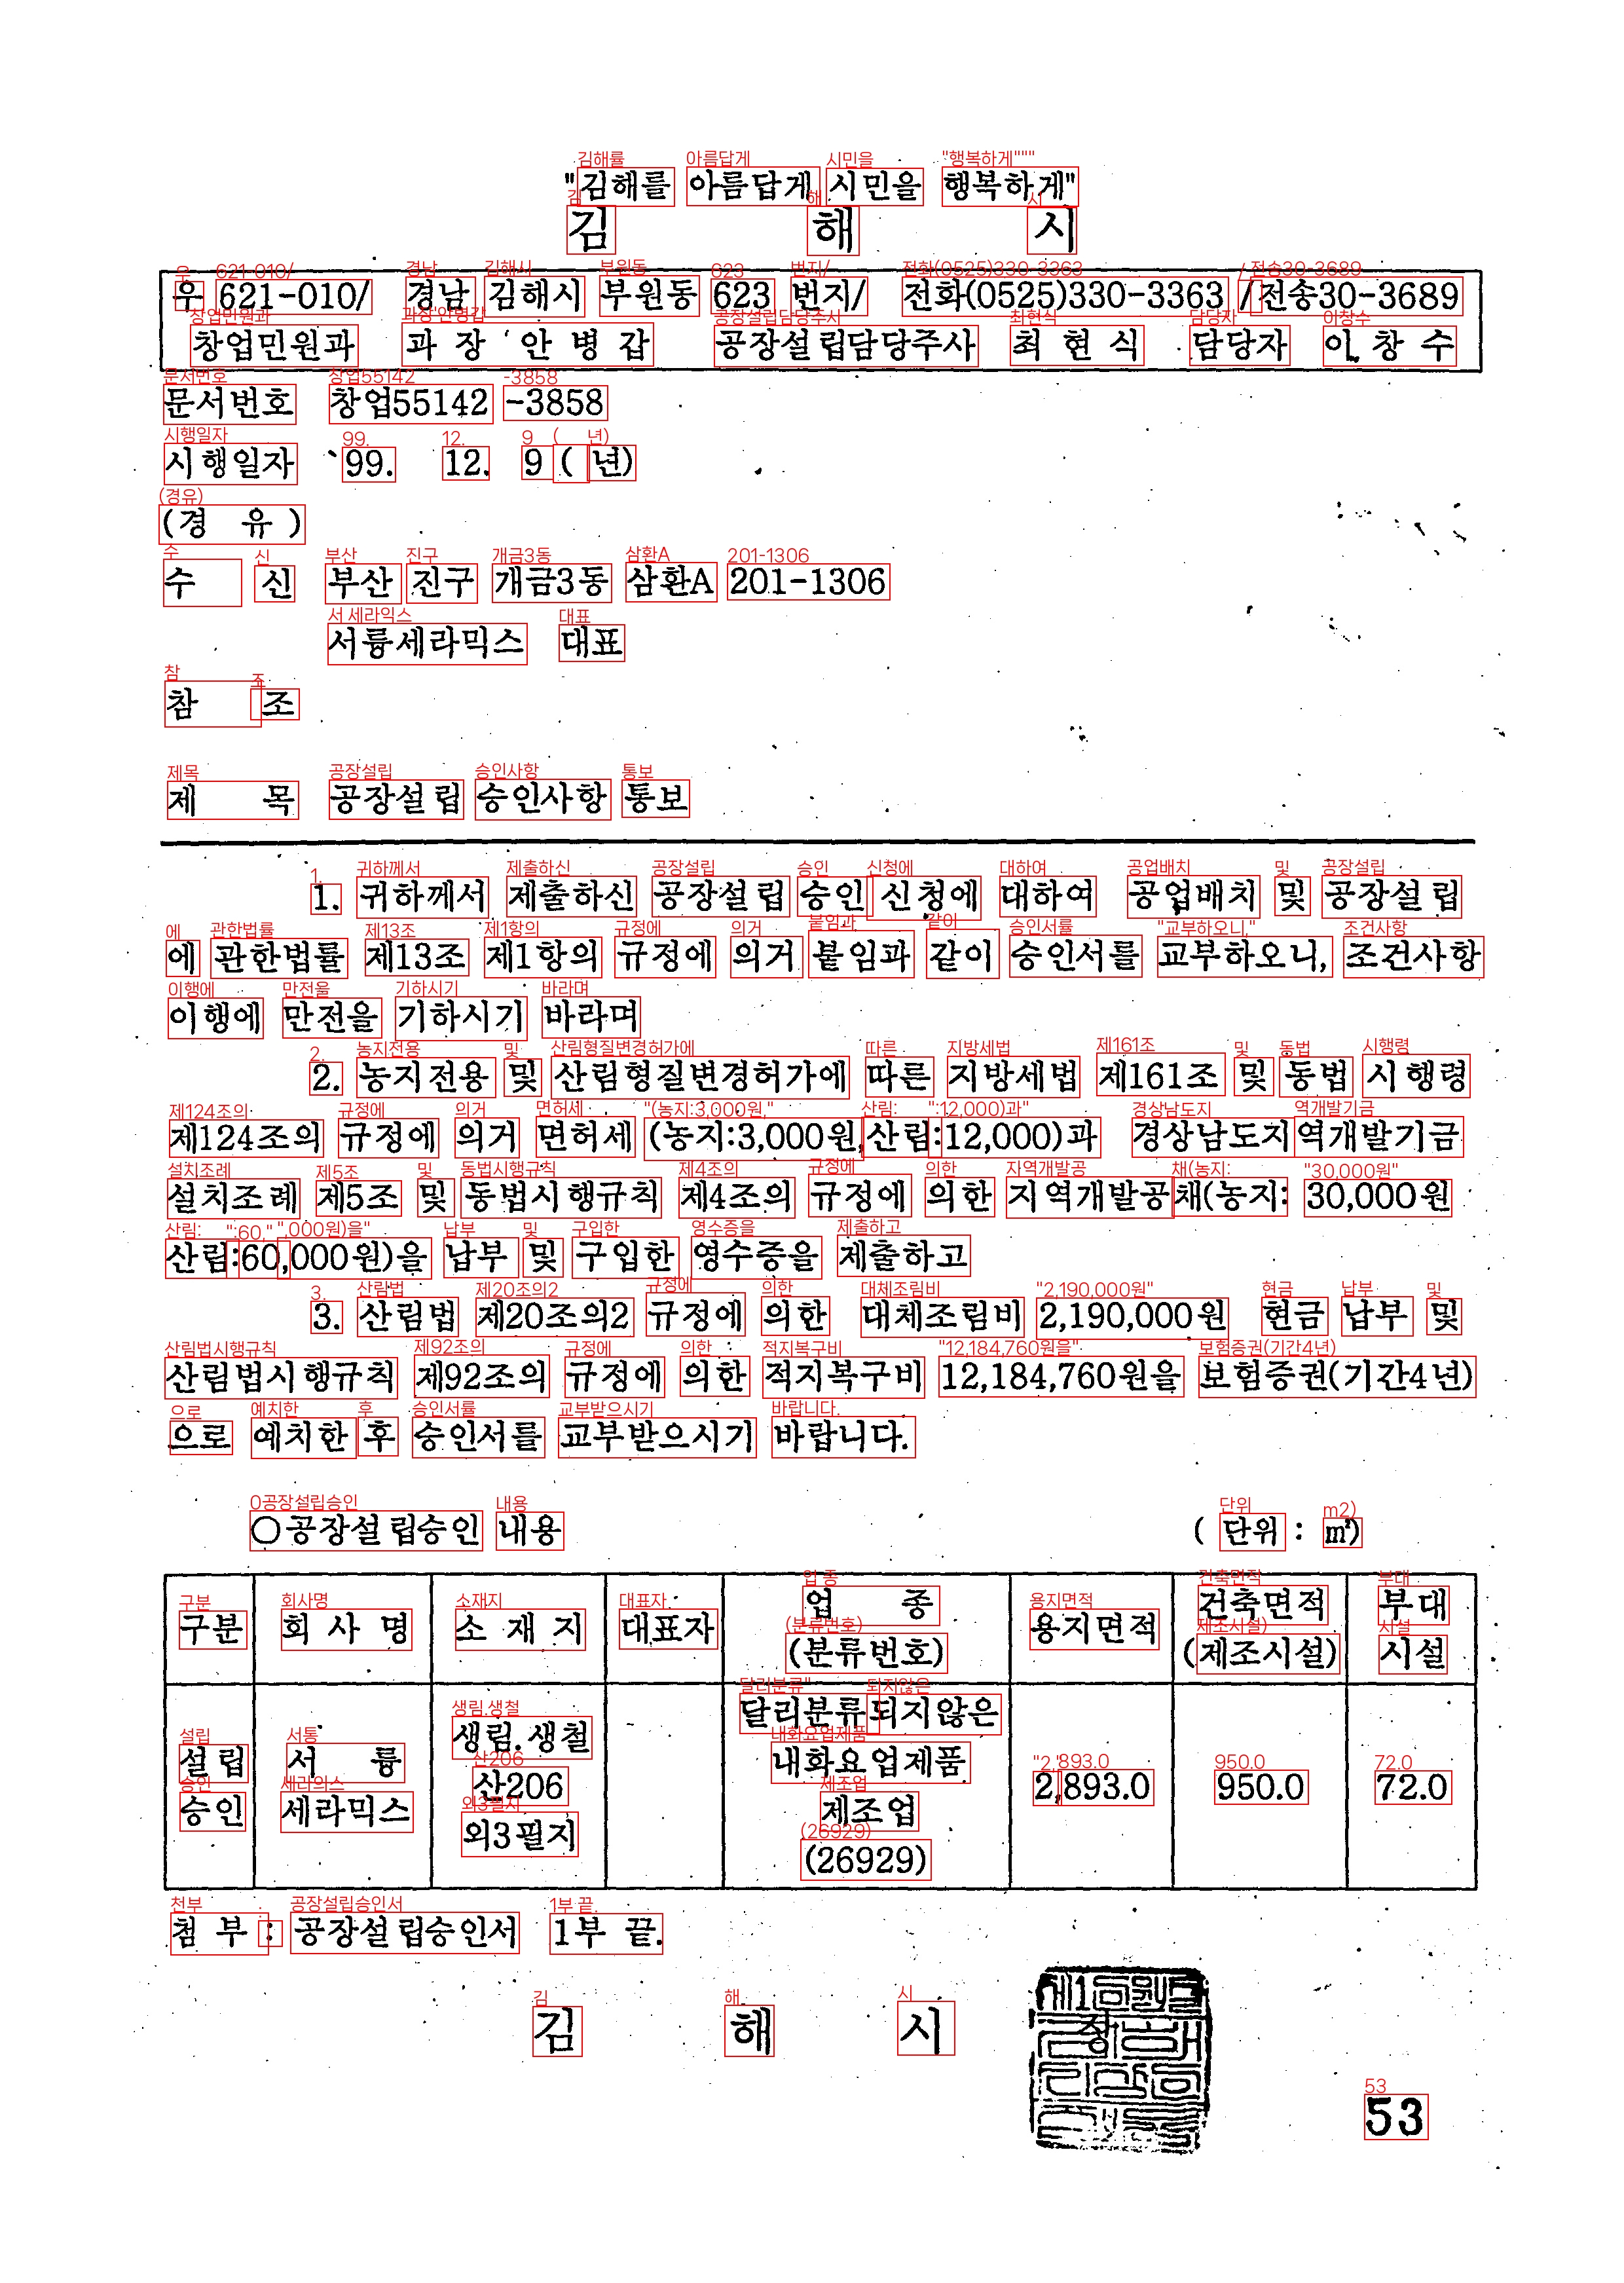 "김해를 아름답게 시민을 행복하게"
김 해 시
우 621-010/ 경남 김해시 부원동 623 번지/ 전화(0525)330-3363 /전송30-3689
창업민원과 과 장 안 병 갑 공장설립담당주사 최 현 식 담당자 이 창 수
문서번호 창업55142 -3858
시행일자 `99. 12. 9 ( 년)
(경 유 )
수 신 부산 진구 개금3동 삼환A 201-1306
서륭세라믹스 대표
참 조
제 목 공장설립 승인사항 통보
1. 귀하께서 제출하신 공장설립 승인 신청에 대하여 공업배치 및 공장설립
에 관한법률 제13조 제1항의 규정에 의거 붙임과 같이 승인서를 교부하오니, 조건사항
이행에 만전을 기하시기 바라며
2. 농지전용 및 산림형질변경허가에 따른 지방세법 제161조 및 동법 시행령
제124조의 규정에 의거 면허세 (농지:3,000원,산림:12,000)과 경상남도지역개발기금
설치조례 제5조 및 동법시행규칙 제4조의 규정에 의한 지역개발공채(농지: 30,000원
산림:60,000원)을 납부 및 구입한 영수증을 제출하고
3. 산림법 제20조의2 규정에 의한 대체조림비 2,190,000원 현금 납부 및
산림법시행규칙 제92조의 규정에 의한 적지복구비 12,184,760원을 보험증권(기간4년)
으로 예치한 후 승인서를 교부받으시기 바랍니다.
○공장설립승인 내용 ( 단위 : ㎡)
구분 회 사 명 소 재 지 대표자 업 종 (분류번호) 용지면적 건축면적 (제조시설) 부대 시설
설립 승인 서 륭 세라믹스 생림.생철 산206 외3필지 달리분류되지않은 내화요업제품 제조업 (26929) 2,893.0 950.0 72.0
첨 부 : 공장설립승인서 1부 끝.
김 해 시 장
53